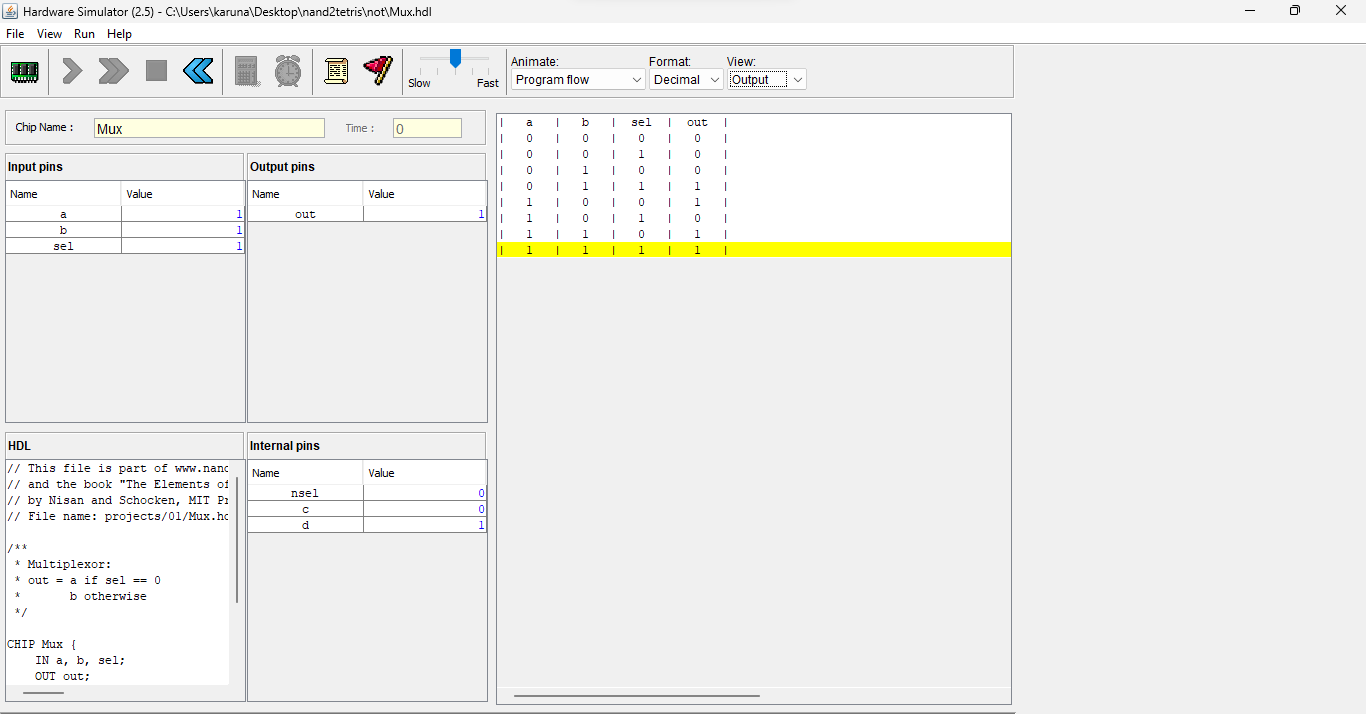 Hardware Simulator (2.5) - C:\Users\karuna\Desktop\nand2tetris\not\Mux.hdl
File View Run Help
Slow Fast
Animate: Format: View:
Program flow Decimal Output
Chip Name : Mux Time : 0
Input pins
Name Value
a 1
b 1
sel 1
Output pins
Name Value
out 1
HDL
// This file is part of www.nand
// and the book "The Elements of
// by Nisan and Schocken, MIT Pr
// File name: projects/01/Mux.hd
/**
* Multiplexor:
* out = a if sel == 0
* b otherwise
*/
CHIP Mux {
IN a, b, sel;
OUT out;
Internal pins
Name Value
nsel 0
c 0
d 1
| a | b | sel | out |
| 0 | 0 | 0 | 0 |
| 0 | 0 | 1 | 0 |
| 0 | 1 | 0 | 0 |
| 0 | 1 | 1 | 1 |
| 1 | 0 | 0 | 1 |
| 1 | 0 | 1 | 0 |
| 1 | 1 | 0 | 1 |
| 1 | 1 | 1 | 1 |